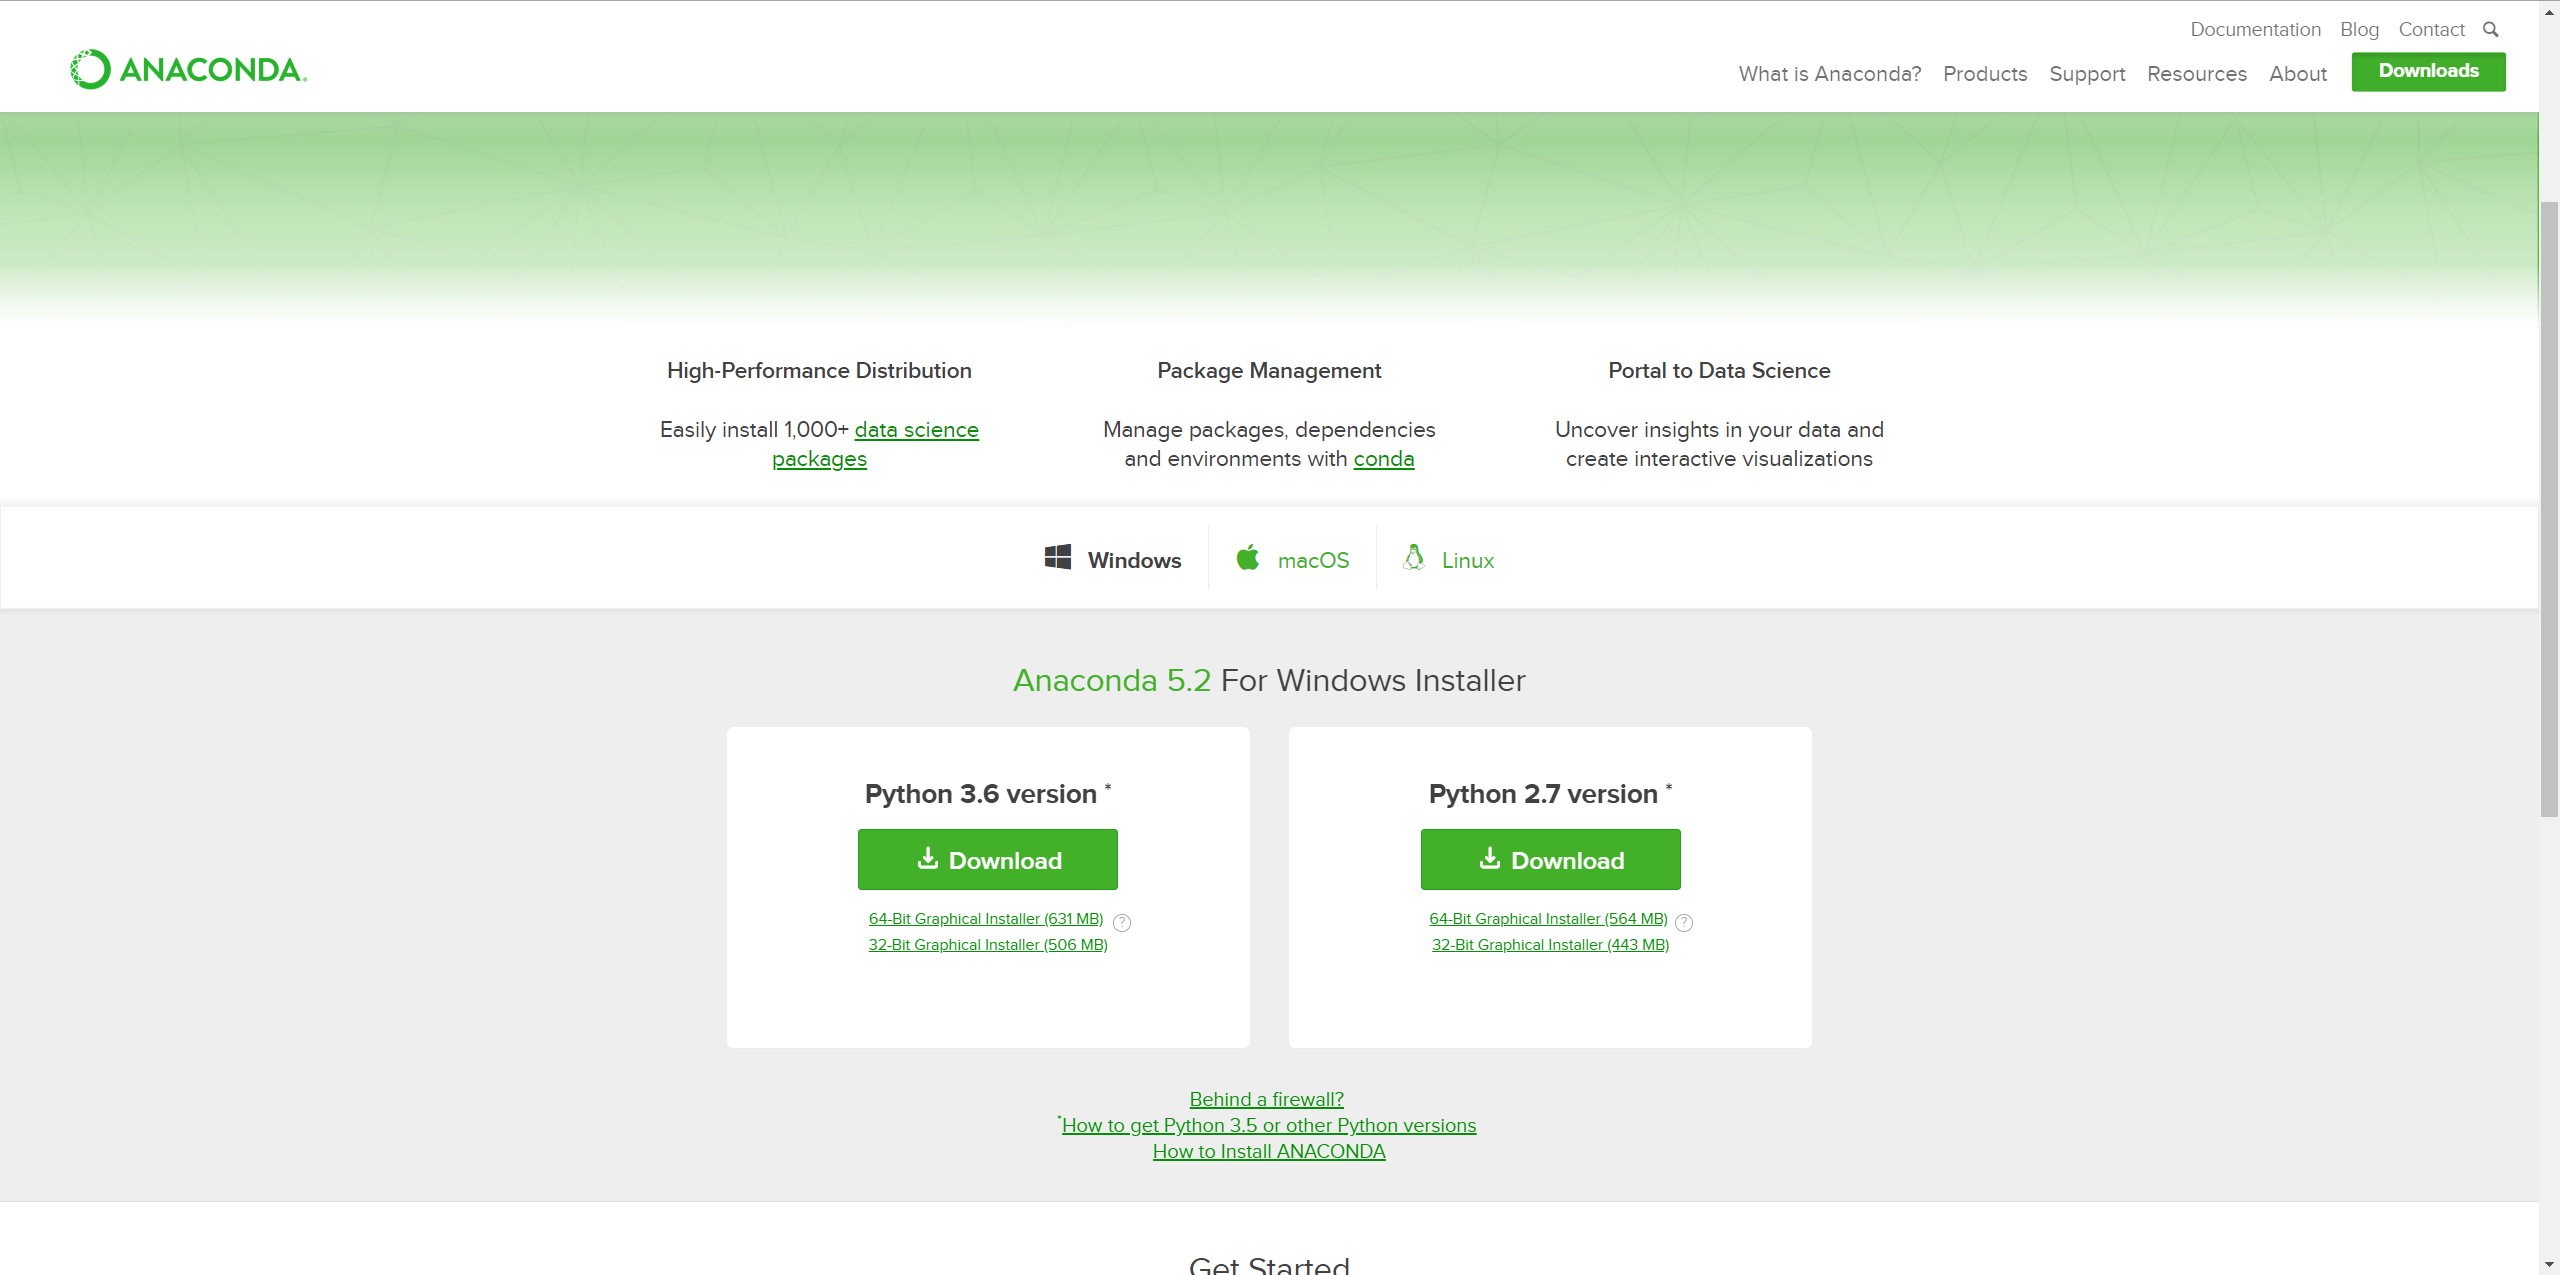 Documentation Blog Contact
ANACONDA.
What is Anaconda? Products Support Resources About Downloads
High-Performance Distribution
Easily install 1,000+ data science
packages
Package Management
Manage packages, dependencies
and environments with conda
Portal to Data Science
Uncover insights in your data and
create interactive visualizations
Windows macOS Linux
Anaconda 5.2 For Windows Installer
Python 3.6 version *
Download
64-Bit Graphical Installer (631 MB) ?
32-Bit Graphical Installer (506 MB)
Python 2.7 version *
Download
64-Bit Graphical Installer (564 MB) ?
32-Bit Graphical Installer (443 MB)
Behind a firewall?
*How to get Python 3.5 or other Python versions
How to Install ANACONDA
Get Started